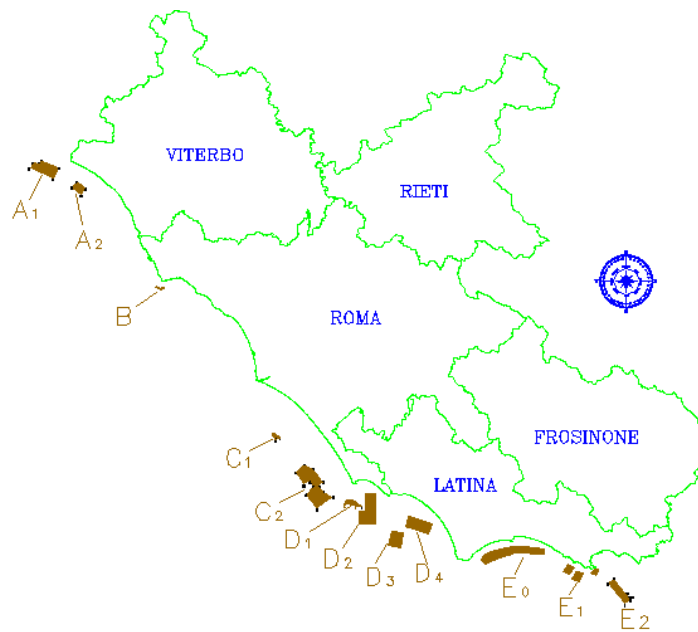 VITERBO
RIETI
A1
A2
B
ROMA
FROSINONE
C1
LATINA
C2
D1
D2
D3
D4
E0
E1
E2